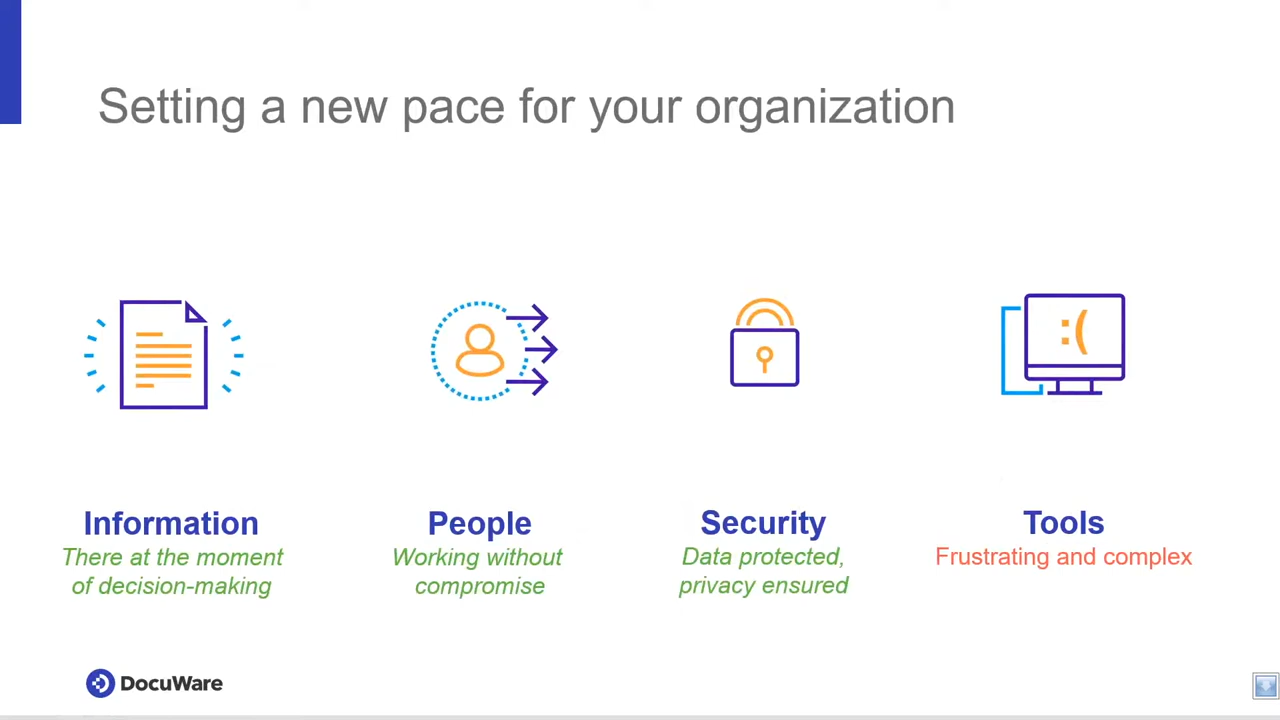 Setting a new pace for your organization
:(
Information
There at the moment
of decision-making
People
Working without
compromise
Security
Data protected,
privacy ensured
Tools
Frustrating and complex
DocuWare